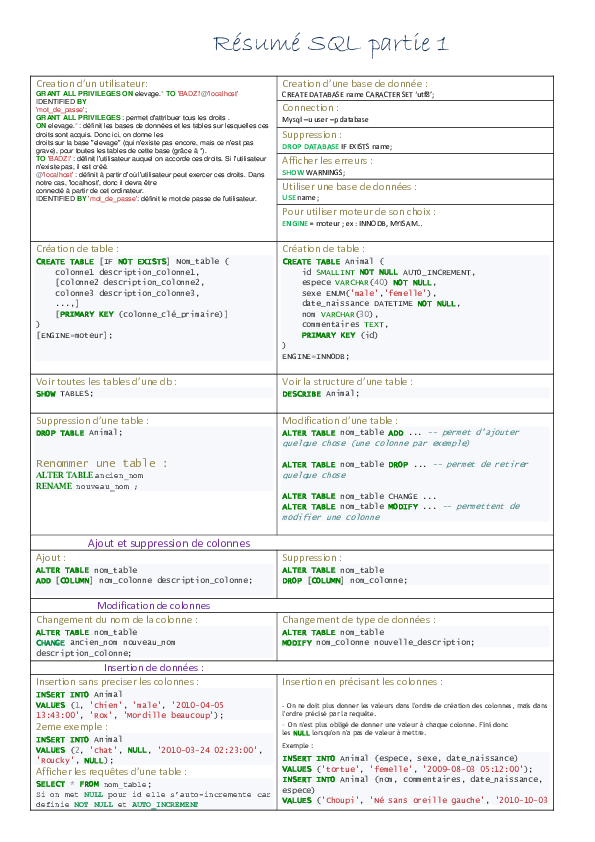 Résumé SQL partie 1
Creation d'un utilisateur:
GRANT ALL PRIVILEGES ON elevage.* TO 'BADZI'@'localhost'
IDENTIFIED BY
'mot_de_passe';
GRANT ALL PRIVILEGES : permet d'attribuer tous les droits .
ON elevage.* : définit les bases de données et les tables sur lesquelles ces
droits sont acquis. Donc ici, on donne les
droits sur la base "elevage" (qui n'existe pas encore, mais ce n'est pas
grave), pour toutes les tables de cette base (grâce à *).
TO 'BADZI' : définit l'utilisateur auquel on accorde ces droits. Si l'utilisateur
n'existe pas, il est créé.
@'localhost' : définit à partir d'où l'utilisateur peut exercer ces droits. Dans
notre cas, 'localhost', donc il devra être
connecté à partir de cet ordinateur.
IDENTIFIED BY 'mot_de_passe': définit le mot de passe de l'utilisateur.
Creation d'une base de donnée :
CREATE DATABASE name CARACTER SET 'utf8';
Connection :
Mysql –u user –p database
Suppression :
DROP DATABASE IF EXISTS name;
Afficher les erreurs :
SHOW WARNINGS;
Utiliser une base de données :
USE name;
Pour utiliser moteur de son choix :
ENGINE = moteur ; ex : INNODB, MYISAM…
Création de table :
CREATE TABLE [IF NOT EXISTS] Nom_table (
colonne1 description_colonne1,
[colonne2 description_colonne2,
colonne3 description_colonne3,
...,]
[PRIMARY KEY (colonne_clé_primaire)]
)
[ENGINE=moteur];
Création de table :
CREATE TABLE Animal (
id SMALLINT NOT NULL AUTO_INCREMENT,
espece VARCHAR(40) NOT NULL,
sexe ENUM('male','femelle'),
date_naissance DATETIME NOT NULL,
nom VARCHAR(30),
commentaires TEXT,
PRIMARY KEY (id)
)
ENGINE=INNODB;
Voir toutes les tables d'une db :
SHOW TABLES;
Voir la structure d'une table :
DESCRIBE Animal;
Suppression d'une table :
DROP TABLE Animal;
Renommer une table :
ALTER TABLE ancien_nom
RENAME nouveau_nom ;
Modification d'une table :
ALTER TABLE nom_table ADD ... -- permet d'ajouter
quelque chose (une colonne par exemple)
ALTER TABLE nom_table DROP ... -- permet de retirer
quelque chose
ALTER TABLE nom_table CHANGE ...
ALTER TABLE nom_table MODIFY ... -- permettent de
modifier une colonne
Ajout et suppression de colonnes
Ajout :
ALTER TABLE nom_table
ADD [COLUMN] nom_colonne description_colonne;
Suppression :
ALTER TABLE nom_table
DROP [COLUMN] nom_colonne;
Modification de colonnes
Changement du nom de la colonne :
ALTER TABLE nom_table
CHANGE ancien_nom nouveau_nom
description_colonne;
Changement de type de données :
ALTER TABLE nom_table
MODIFY nom_colonne nouvelle_description;
Insertion de données :
Insertion sans preciser les colonnes :
INSERT INTO Animal
VALUES (1, 'chien', 'male', '2010-04-05
13:43:00', 'Rox', 'Mordille beaucoup');
2eme exemple :
INSERT INTO Animal
VALUES (2, 'chat', NULL, '2010-03-24 02:23:00',
'Roucky', NULL);
Afficher les requêtes d'une table :
SELECT * FROM nom_table;
Si on met NULL pour id elle s'auto-incremente car
definie NOT NULL et AUTO_INCREMENT
Insertion en précisant les colonnes :
- On ne doit plus donner les valeurs dans l'ordre de création des colonnes, mais dans
l'ordre précisé par la requête.
- On n'est plus obligé de donner une valeur à chaque colonne. Fini donc
les NULL lorsqu'on n'a pas de valeur à mettre.
Exemple :
INSERT INTO Animal (espece, sexe, date_naissance)
VALUES ('tortue', 'femelle', '2009-08-03 05:12:00');
INSERT INTO Animal (nom, commentaires, date_naissance,
espece)
VALUES ('Choupi', 'Né sans oreille gauche', '2010-10-03